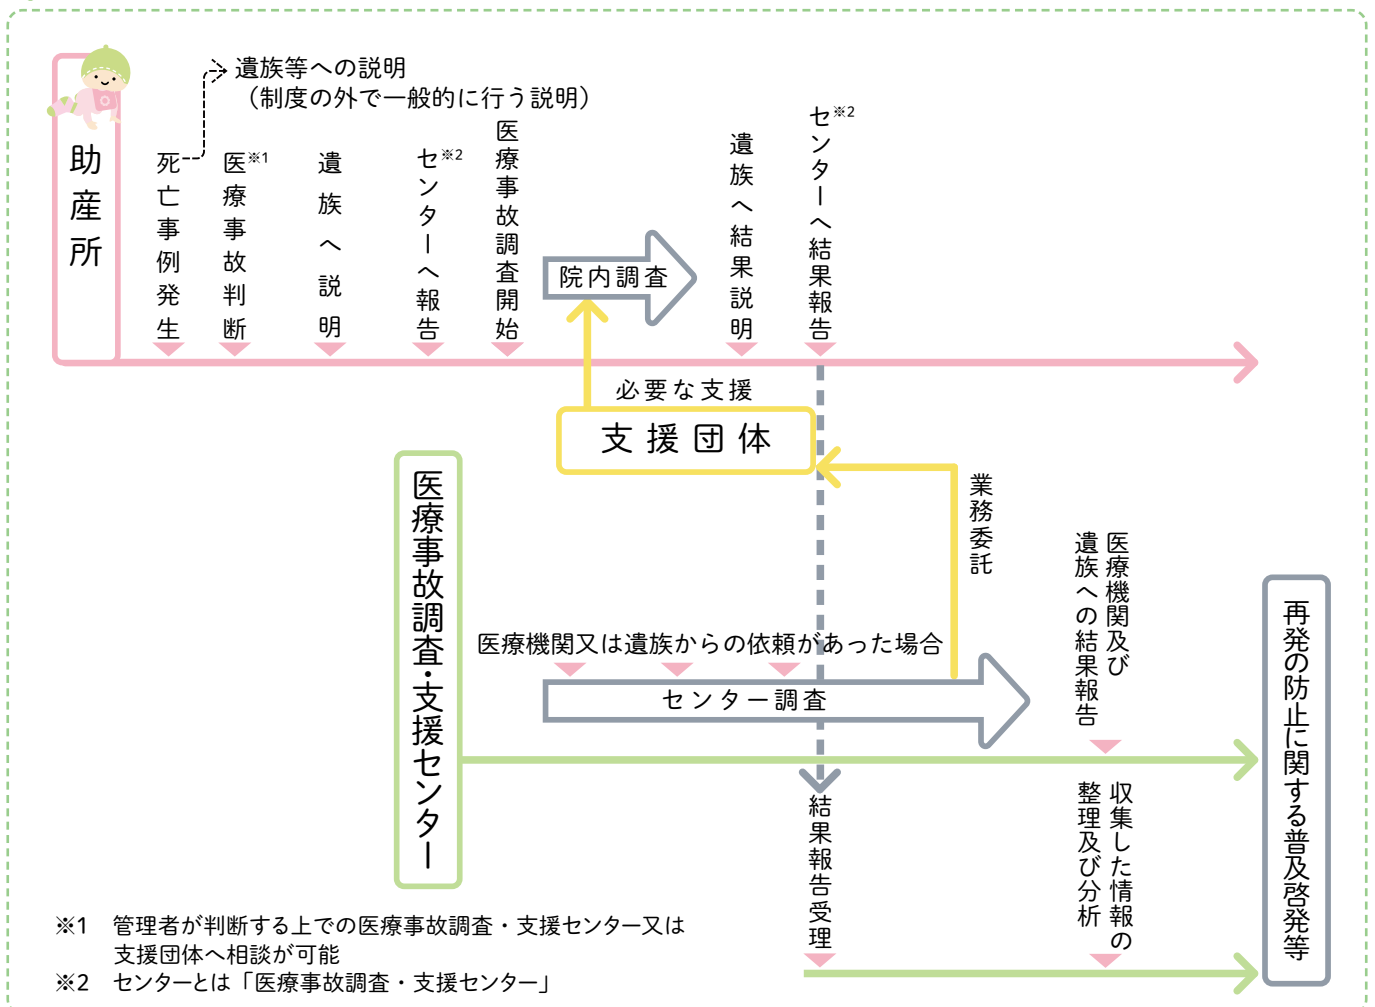 助産所
遺族等への説明
（制度の外で一般的に行う説明）
死亡事例発生
医療事故判断※1
遺族へ説明
センターへ報告※2
医療事故調査開始
院内調査
遺族へ結果説明
センターへ結果報告※2
必要な支援
支援団体
業務委託
医療事故調査・支援センター
医療機関又は遺族からの依頼があった場合
センター調査
医療機関及び
遺族への結果報告
結果報告受理
収集した情報の
整理及び分析
再発の防止に関する普及啓発等
※1 管理者が判断する上での医療事故調査・支援センター又は
支援団体へ相談が可能
※2 センターとは「医療事故調査・支援センター」